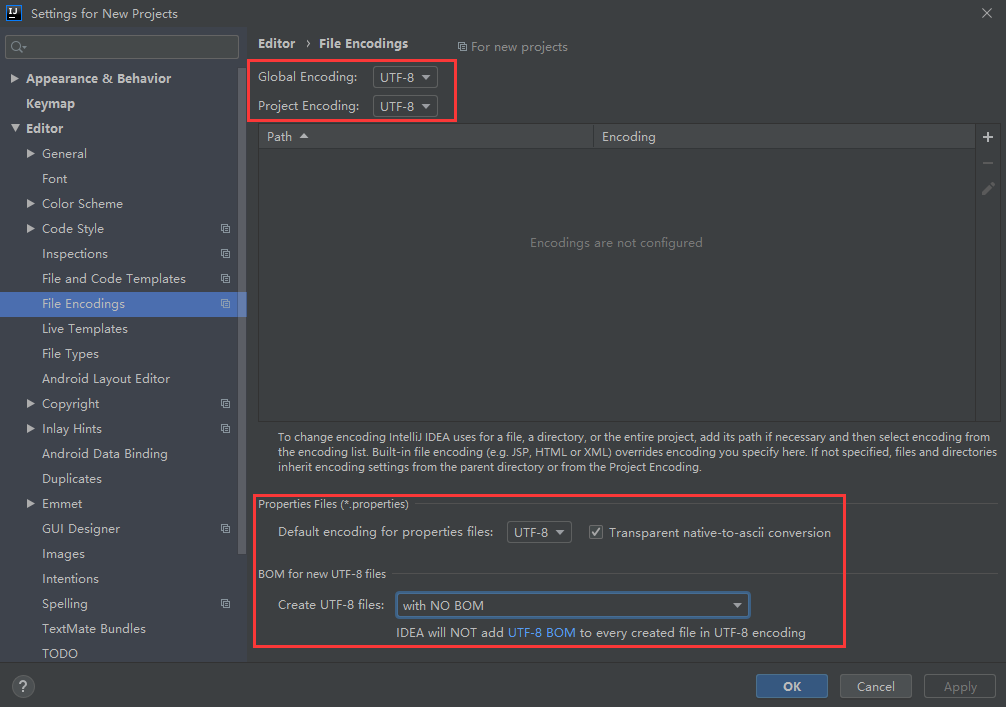 IJ Settings for New Projects
Editor › File Encodings For new projects
Global Encoding: UTF-8
Project Encoding: UTF-8
Appearance & Behavior
Keymap
Editor
General
Font
Color Scheme
Code Style
Inspections
File and Code Templates
File Encodings
Live Templates
File Types
Android Layout Editor
Copyright
Inlay Hints
Android Data Binding
Duplicates
Emmet
GUI Designer
Images
Intentions
Spelling
TextMate Bundles
TODO
Path Encoding
Encodings are not configured
To change encoding IntelliJ IDEA uses for a file, a directory, or the entire project, add its path if necessary and then select encoding from
the encoding list. Built-in file encoding (e.g. JSP, HTML or XML) overrides encoding you specify here. If not specified, files and directories
inherit encoding settings from the parent directory or from the Project Encoding.
Properties Files (*.properties)
Default encoding for properties files: UTF-8 Transparent native-to-ascii conversion
BOM for new UTF-8 files
Create UTF-8 files: with NO BOM
IDEA will NOT add UTF-8 BOM to every created file in UTF-8 encoding
? OK Cancel Apply